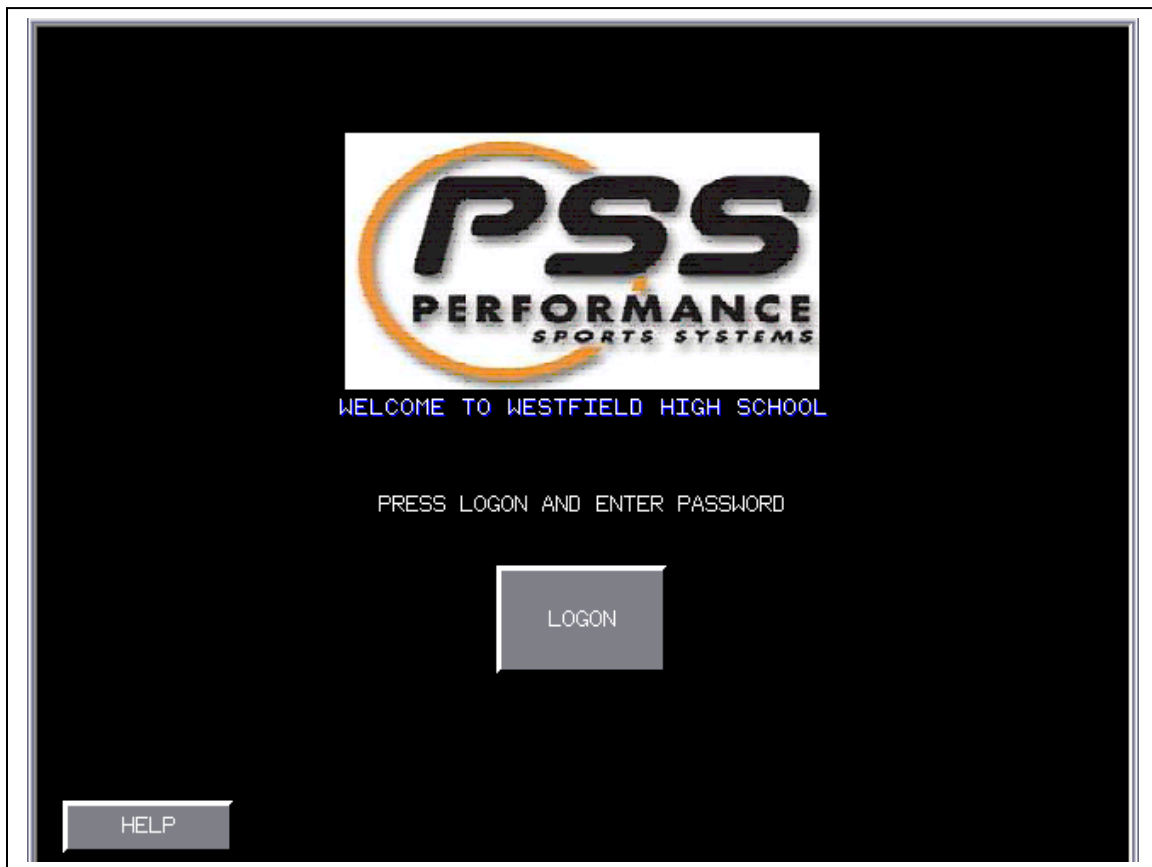 PSS
PERFORMANCE
SPORTS SYSTEMS
WELCOME TO WESTFIELD HIGH SCHOOL
PRESS LOGON AND ENTER PASSWORD
LOGON
HELP